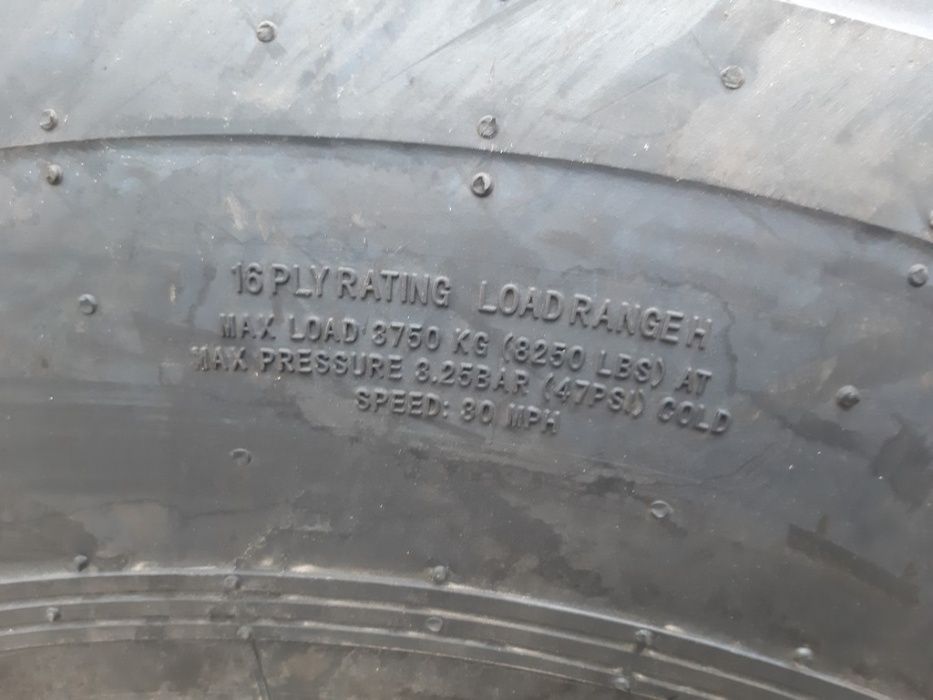 16 PLY RATING LOAD RANGE H
MAX LOAD 3750 KG (8250 LBS) AT
MAX PRESSURE 3.25BAR (47PSI) COLD
SPEED: 30 MPH